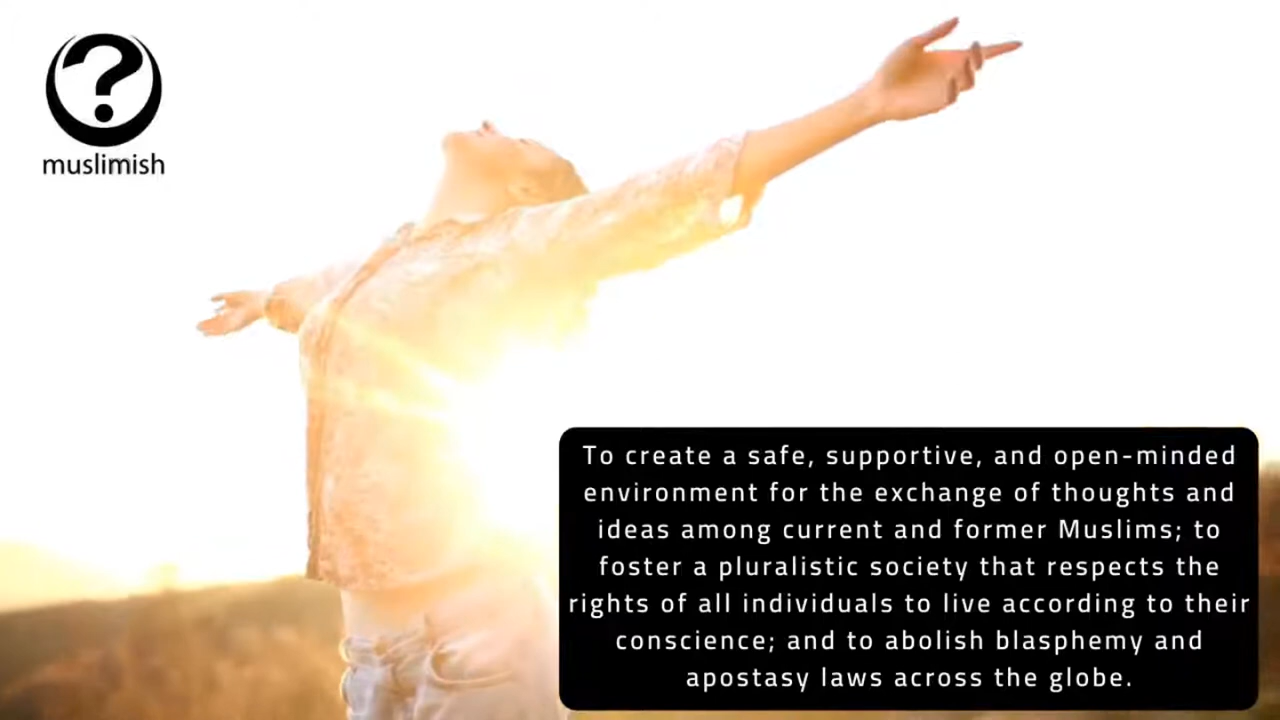 ?
muslimish
To create a safe, supportive, and open-minded
environment for the exchange of thoughts and
ideas among current and former Muslims; to
foster a pluralistic society that respects the
rights of all individuals to live according to their
conscience; and to abolish blasphemy and
apostasy laws across the globe.